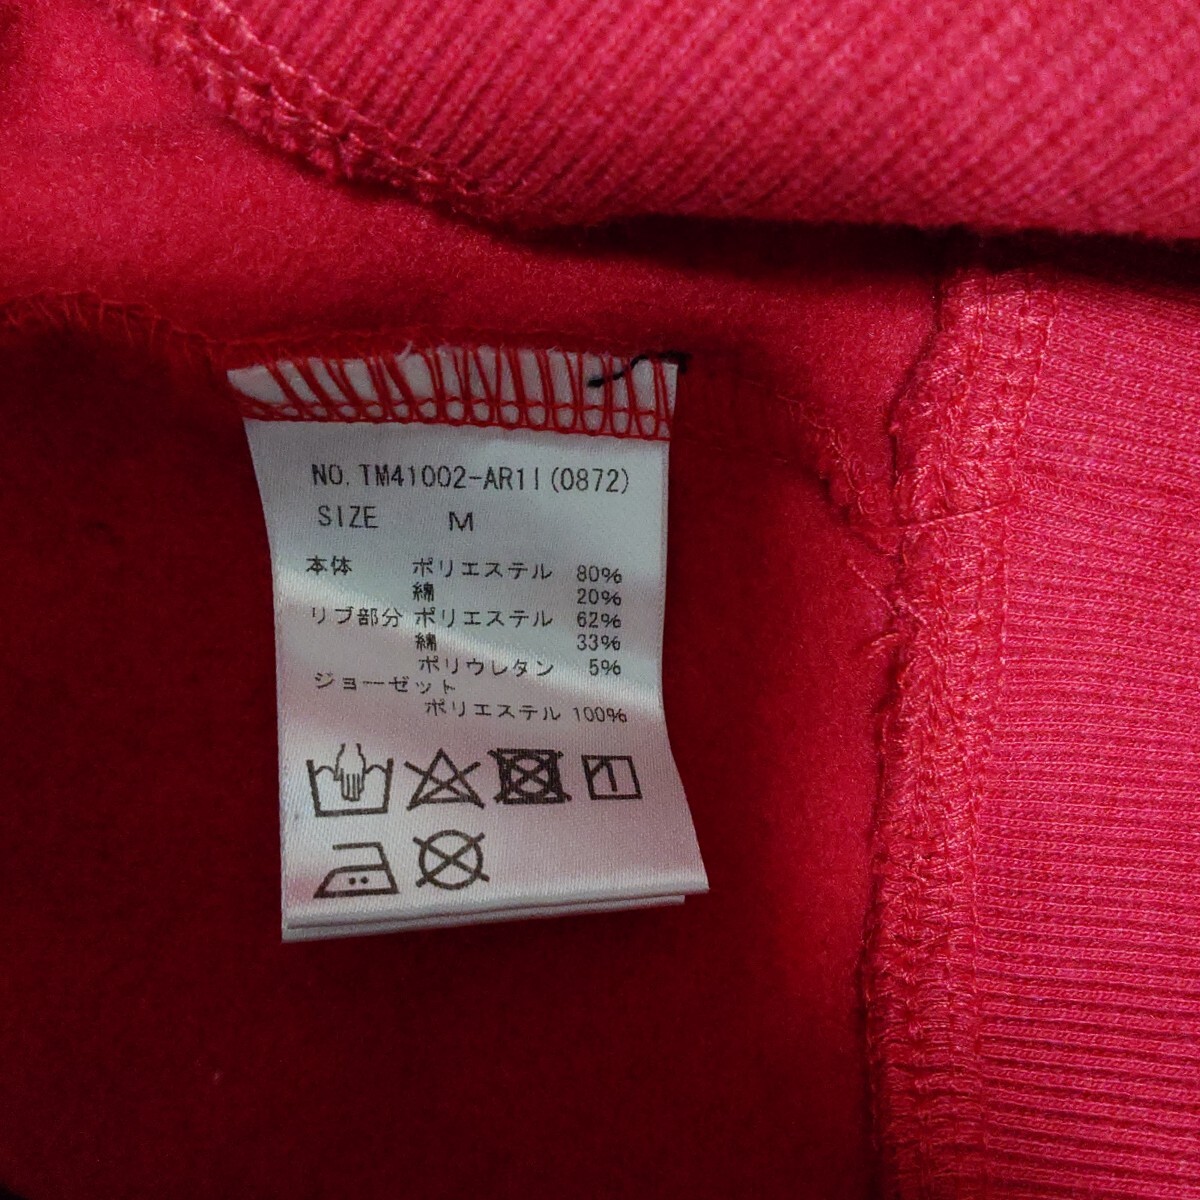 NO. TM41002-AR1I(0872)
SIZE M
本体 ポリエステル 80%
綿 20%
リブ部分 ポリエステル 62%
綿 33%
ポリウレタン 5%
ジョーゼット
ポリエステル 100%